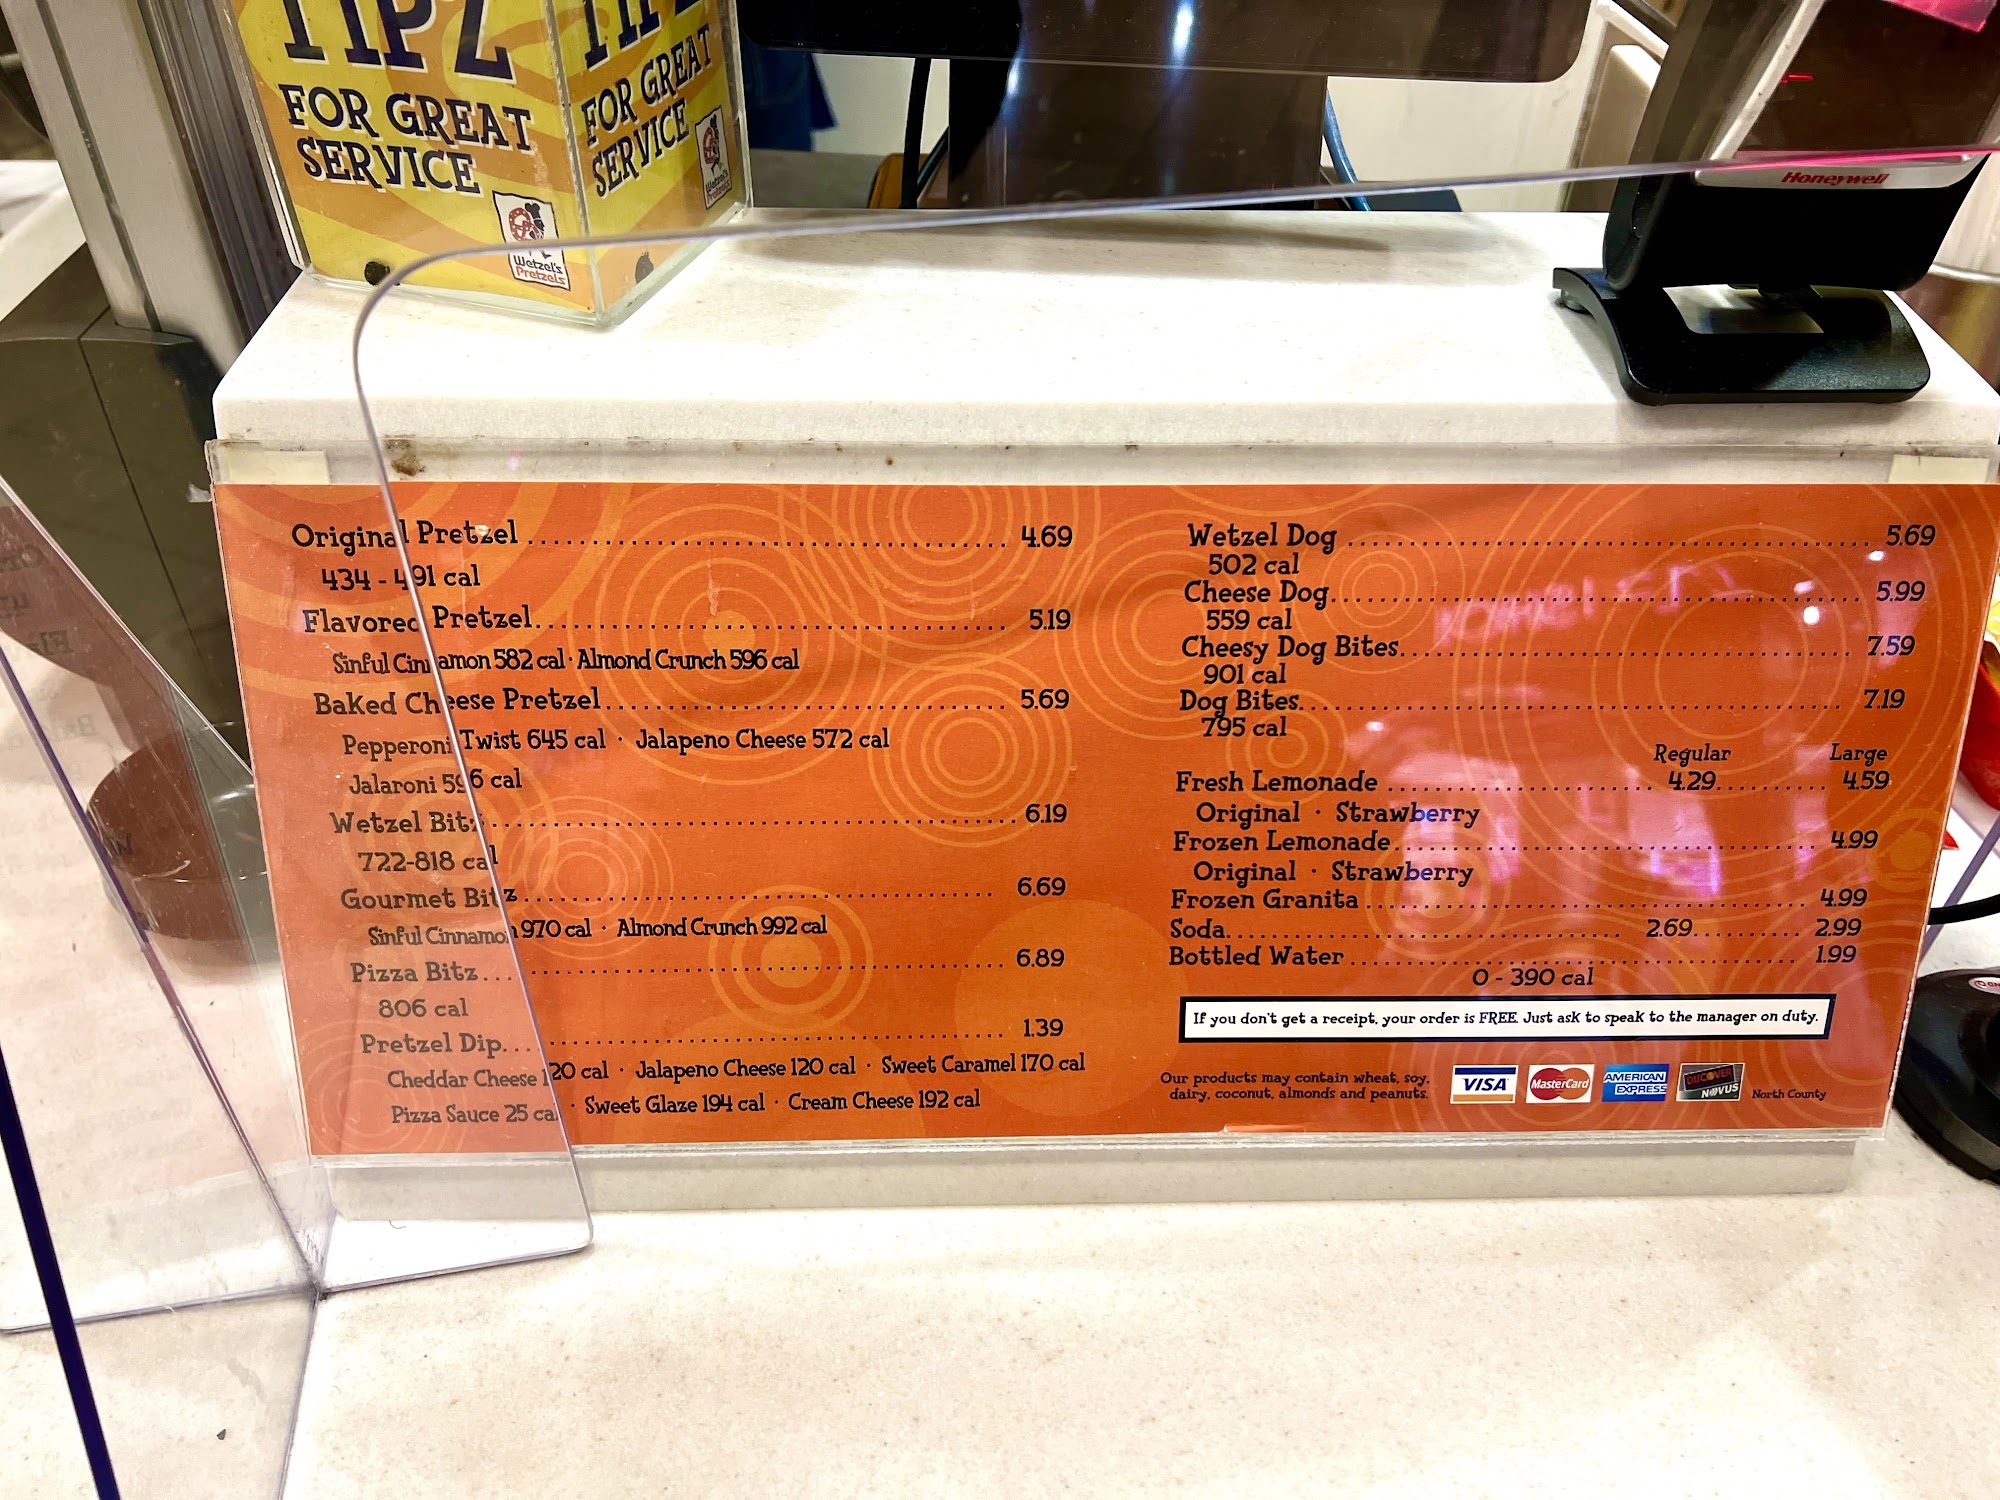 TIPZ
FOR GREAT
SERVICE
Wetzel's
Pretzels
FOR GREAT
SERVICE
Wetzel's
Pretzels
Honeywell
Original Pretzel ........ 4.69
434 - 491 cal
Flavored Pretzel ........ 5.19
Sinful Cinnamon 582 cal · Almond Crunch 596 cal
Baked Cheese Pretzel ........ 5.69
Pepperoni Twist 645 cal · Jalapeno Cheese 572 cal
Jalaroni 596 cal
Wetzel Bitz ........ 6.19
722-818 cal
Gourmet Bitz ........ 6.69
Sinful Cinnamon 970 cal · Almond Crunch 992 cal
Pizza Bitz ........ 6.89
806 cal
Pretzel Dip ........ 1.39
Cheddar Cheese 120 cal · Jalapeno Cheese 120 cal · Sweet Caramel 170 cal
Pizza Sauce 25 cal · Sweet Glaze 194 cal · Cream Cheese 192 cal
Wetzel Dog ........ 5.69
502 cal
Cheese Dog ........ 5.99
559 cal
Cheesy Dog Bites ........ 7.59
901 cal
Dog Bites ........ 7.19
795 cal
Regular Large
Fresh Lemonade ........ 4.29 ........ 4.59
Original · Strawberry
Frozen Lemonade ........ 4.99
Original · Strawberry
Frozen Granita ........ 4.99
Soda ........ 2.69 ........ 2.99
Bottled Water ........ 1.99
0 - 390 cal
If you don't get a receipt, your order is FREE. Just ask to speak to the manager on duty.
Our products may contain wheat, soy,
dairy, coconut, almonds and peanuts.
VISA MasterCard AMERICAN EXPRESS DISCOVER NOVUS North County